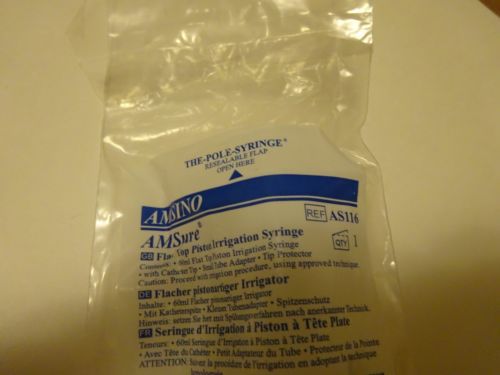 THE-POLE-SYRINGE®
RESEALABLE FLAP
OPEN HERE
AMSINO
AMSure®
REF AS116
GB Flat Top Piston Irrigation Syringe
QTY 1
Contents: • 60ml Flat Top Piston Irrigation Syringe
• with Catheter Tip • Small Tube Adapter • Tip Protector
Caution: Proceed with irrigation procedure, using approved technique.
DE Flacher pistonartiger Irrigator
Inhalte: • 60ml Flacher pistonartiger Irrigator
• Mit Katheterspitze • Kleiner Tubenadapter • Spitzenschutz
Hinweis: setzen Sie fort mit Spülungsverfahren nach anerkannter Technik.
FR Seringue d'Irrigation à Piston à Tête Plate
Teneurs: • 60ml Seringue d'Irrigation à Piston à Tête Plate
• Avec Tête du Cathéter • Petit Adaptateur du Tube • Protecteur de la Pointe
ATTENTION: Suivez la procédure de l'irrigation en adoptant la technique